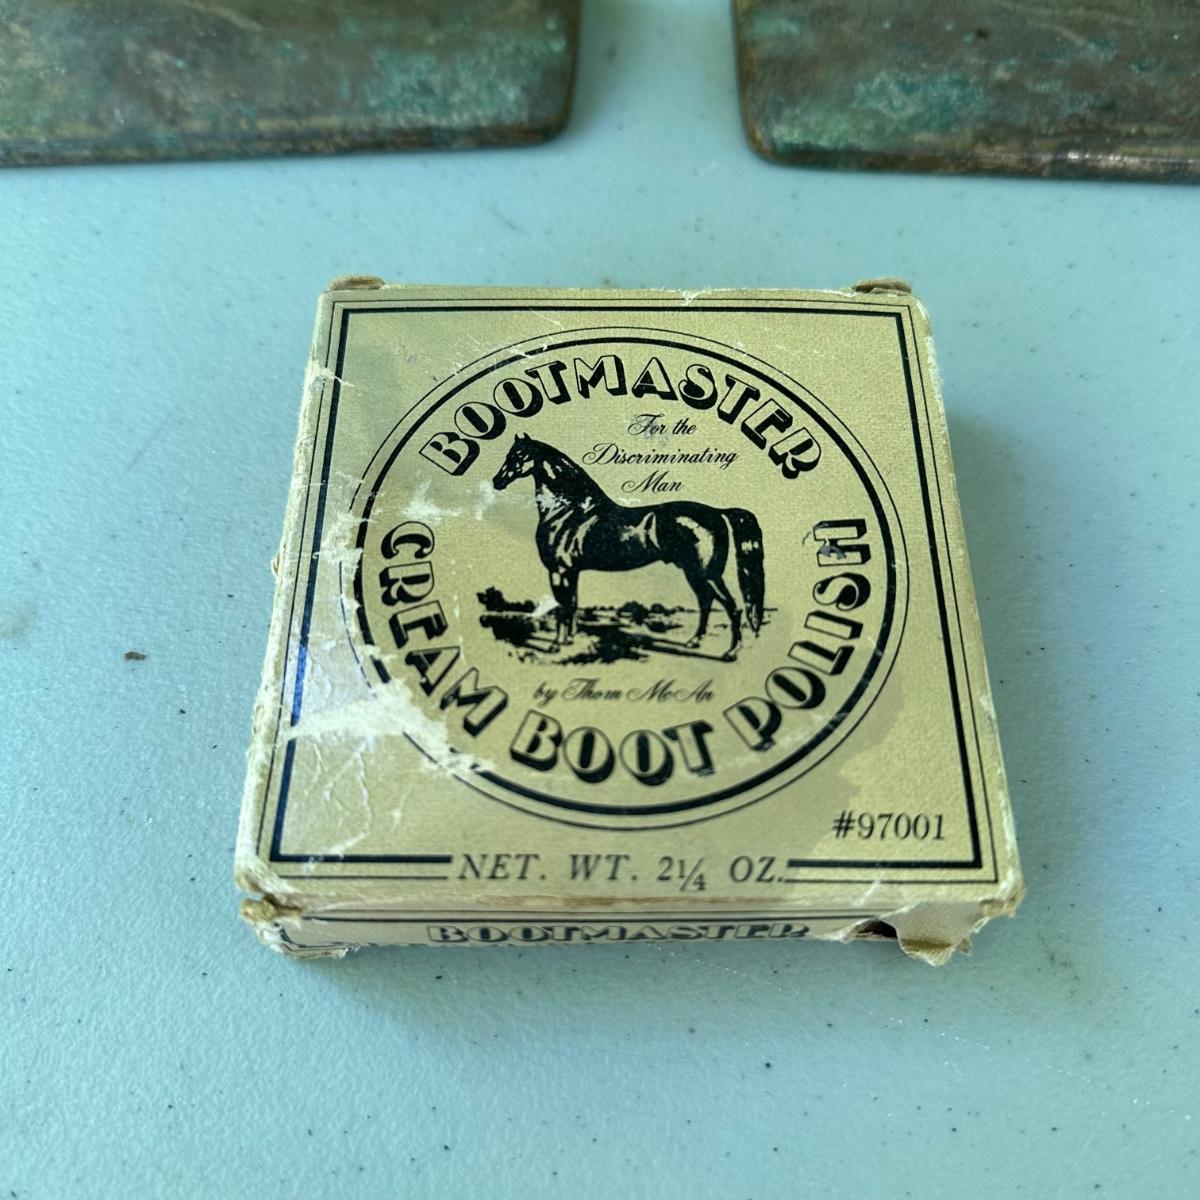 BOOTMASTER
For the
Discriminating
Man
by Thom McAn
CREAM BOOT POLISH
#97001
NET. WT. 2¼ OZ.
BOOTMASTER